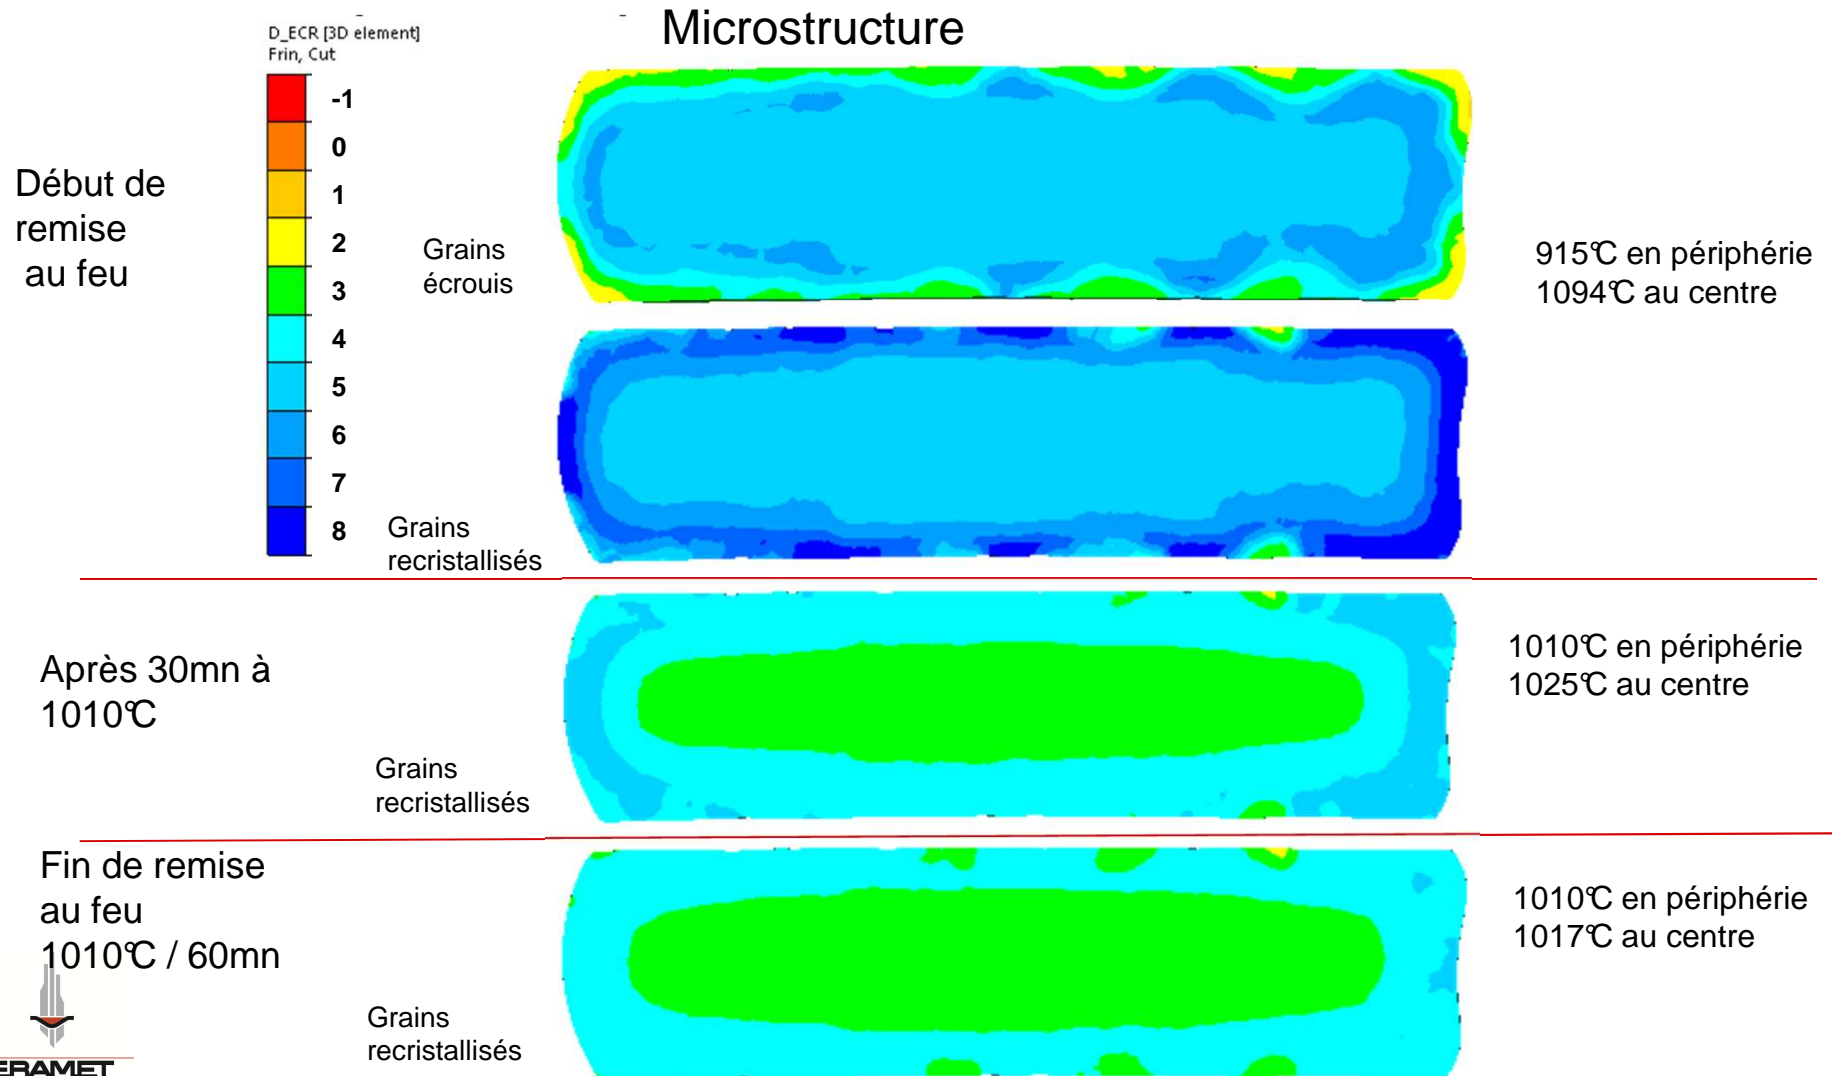 Microstructure
D_ECR [3D element]
Frin, Cut
-1
0
1
2
3
4
5
6
7
8
Début de
remise
au feu
Grains
écrouis
915°C en périphérie
1094°C au centre
Grains
recristallisés
Après 30mn à
1010°C
1010°C en périphérie
1025°C au centre
Grains
recristallisés
Fin de remise
au feu
1010°C / 60mn
1010°C en périphérie
1017°C au centre
Grains
recristallisés
ERAMET